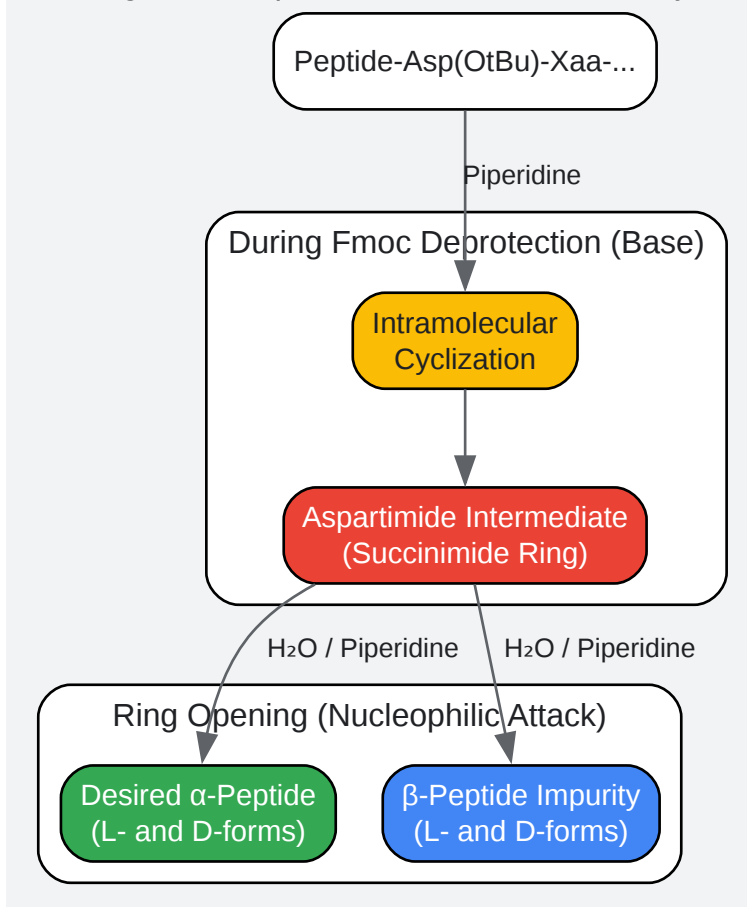 Peptide-Asp(OtBu)-Xaa-...
Piperidine
During Fmoc Deprotection (Base)
Intramolecular
Cyclization
Aspartimide Intermediate
(Succinimide Ring)
H₂O / Piperidine
H₂O / Piperidine
Ring Opening (Nucleophilic Attack)
Desired α-Peptide
(L- and D-forms)
β-Peptide Impurity
(L- and D-forms)